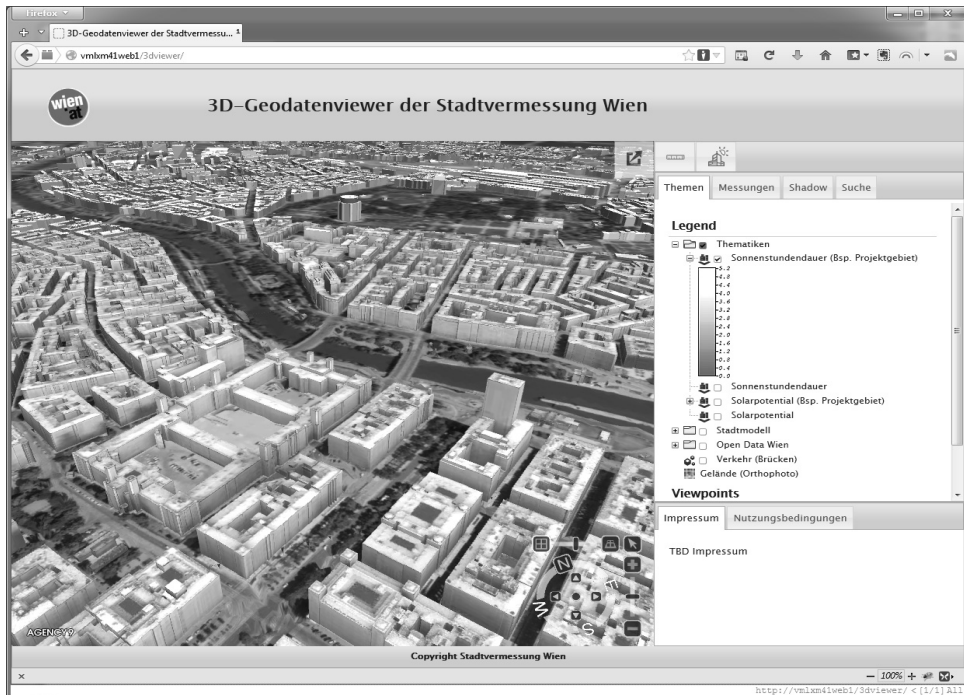 Firefox
3D-Geodatenviewer der Stadtvermessu... 1
vmlxm41web1/3dviewer/
wien
at
3D-Geodatenviewer der Stadtvermessung Wien
Themen
Messungen
Shadow
Suche
Legend
Thematiken
Sonnenstundendauer (Bsp. Projektgebiet)
5.2
4.8
4.4
4.0
3.6
3.2
2.8
2.4
2.0
1.6
1.2
0.8
0.4
0.0
Sonnenstundendauer
Solarpotential (Bsp. Projektgebiet)
Solarpotential
Stadtmodell
Open Data Wien
Verkehr (Brücken)
Gelände (Orthophoto)
Viewpoints
Impressum
Nutzungsbedingungen
TBD Impressum
N
E
W
S
AGENCY9
Copyright Stadtvermessung Wien
100%
http://vmlxm41web1/3dviewer/ < [1/1] All